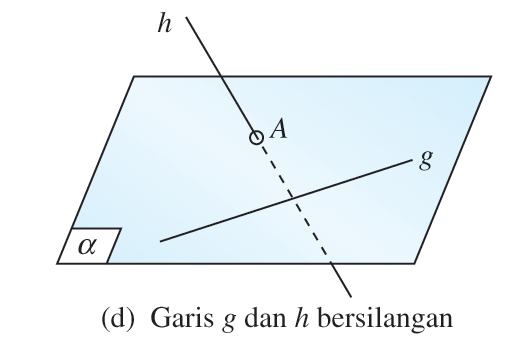 h
A
g
α
(d) Garis g dan h bersilangan